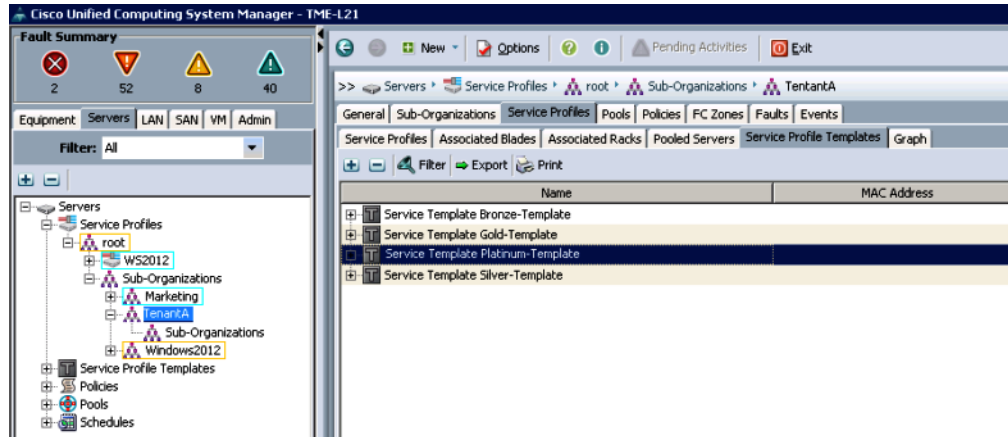 Cisco Unified Computing System Manager - TME-L21
Fault Summary
2 52 8 40
Equipment Servers LAN SAN VM Admin
Filter: All
Servers
Service Profiles
root
WS2012
Sub-Organizations
Marketing
TenantA
Sub-Organizations
Windows2012
Service Profile Templates
Policies
Pools
Schedules
New Options Pending Activities Exit
>> Servers Service Profiles root Sub-Organizations TentantA
General Sub-Organizations Service Profiles Pools Policies FC Zones Faults Events
Service Profiles Associated Blades Associated Racks Pooled Servers Service Profile Templates Graph
Filter Export Print
Name MAC Address
Service Template Bronze-Template
Service Template Gold-Template
Service Template Platinum-Template
Service Template Silver-Template